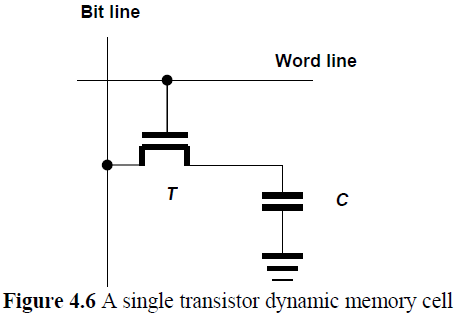 Bit line
Word line
T
C
Figure 4.6 A single transistor dynamic memory cell